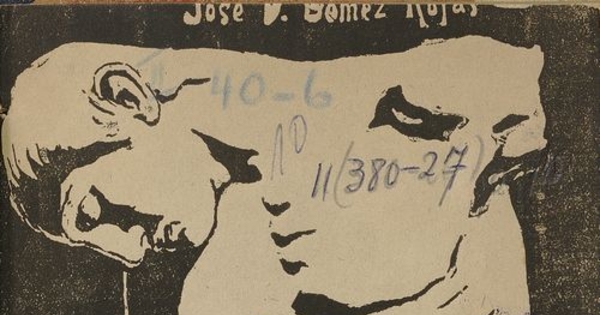 José D. Gómez Rojas
40-6
11(380-27)